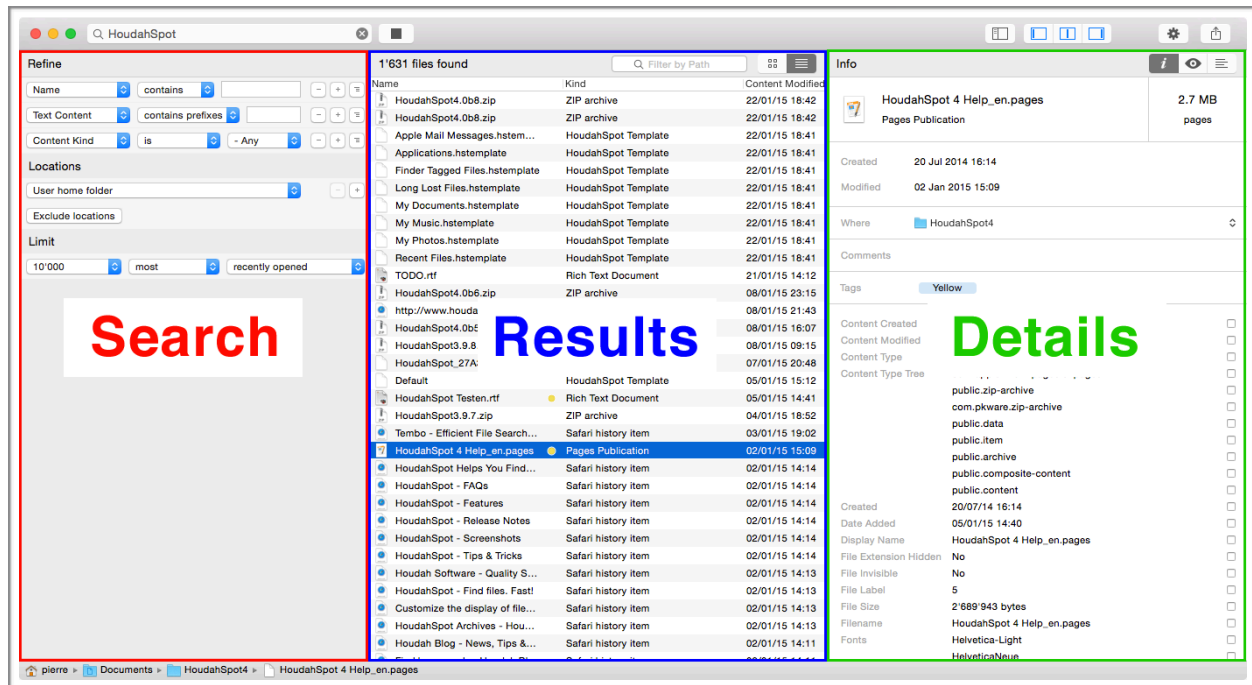 HoudahSpot
Refine
Name contains
Text Content contains prefixes
Content Kind is - Any
Locations
User home folder
Exclude locations
Limit
10'000 most recently opened
Search
1'631 files found Filter by Path
Name Kind Content Modified
HoudahSpot4.0b8.zip ZIP archive 22/01/15 18:42
HoudahSpot4.0b8.zip ZIP archive 22/01/15 18:42
Apple Mail Messages.hstem... HoudahSpot Template 22/01/15 18:41
Applications.hstemplate HoudahSpot Template 22/01/15 18:41
Finder Tagged Files.hstemplate HoudahSpot Template 22/01/15 18:41
Long Lost Files.hstemplate HoudahSpot Template 22/01/15 18:41
My Documents.hstemplate HoudahSpot Template 22/01/15 18:41
My Music.hstemplate HoudahSpot Template 22/01/15 18:41
My Photos.hstemplate HoudahSpot Template 22/01/15 18:41
Recent Files.hstemplate HoudahSpot Template 22/01/15 18:41
TODO.rtf Rich Text Document 21/01/15 14:12
HoudahSpot4.0b6.zip ZIP archive 08/01/15 23:15
http://www.houda 08/01/15 21:43
HoudahSpot4.0b5 08/01/15 16:07
HoudahSpot3.9.8 08/01/15 09:15
HoudahSpot_27A 07/01/15 20:48
Results
Default HoudahSpot Template 05/01/15 15:12
HoudahSpot Testen.rtf Rich Text Document 05/01/15 14:41
HoudahSpot3.9.7.zip ZIP archive 04/01/15 18:52
Tembo - Efficient File Search... Safari history item 03/01/15 19:02
HoudahSpot 4 Help_en.pages Pages Publication 02/01/15 15:09
HoudahSpot Helps You Find... Safari history item 02/01/15 14:14
HoudahSpot - FAQs Safari history item 02/01/15 14:14
HoudahSpot - Features Safari history item 02/01/15 14:14
HoudahSpot - Release Notes Safari history item 02/01/15 14:14
HoudahSpot - Screenshots Safari history item 02/01/15 14:14
HoudahSpot - Tips & Tricks Safari history item 02/01/15 14:14
Houdah Software - Quality S... Safari history item 02/01/15 14:13
HoudahSpot - Find files. Fast! Safari history item 02/01/15 14:13
Customize the display of file... Safari history item 02/01/15 14:13
HoudahSpot Archives - Hou... Safari history item 02/01/15 14:13
Houdah Blog - News, Tips &... Safari history item 02/01/15 14:11
Info
HoudahSpot 4 Help_en.pages 2.7 MB
Pages Publication pages
Created 20 Jul 2014 16:14
Modified 02 Jan 2015 15:09
Where HoudahSpot4
Comments
Tags Yellow
Content Created
Content Modified
Content Type
Content Type Tree
Details
public.zip-archive
com.pkware.zip-archive
public.data
public.item
public.archive
public.composite-content
public.content
Created 20/07/14 16:14
Date Added 05/01/15 14:40
Display Name HoudahSpot 4 Help_en.pages
File Extension Hidden No
File Invisible No
File Label 5
File Size 2'689'943 bytes
Filename HoudahSpot 4 Help_en.pages
Fonts Helvetica-Light
HelveticaNeue
pierre Documents HoudahSpot4 HoudahSpot 4 Help_en.pages